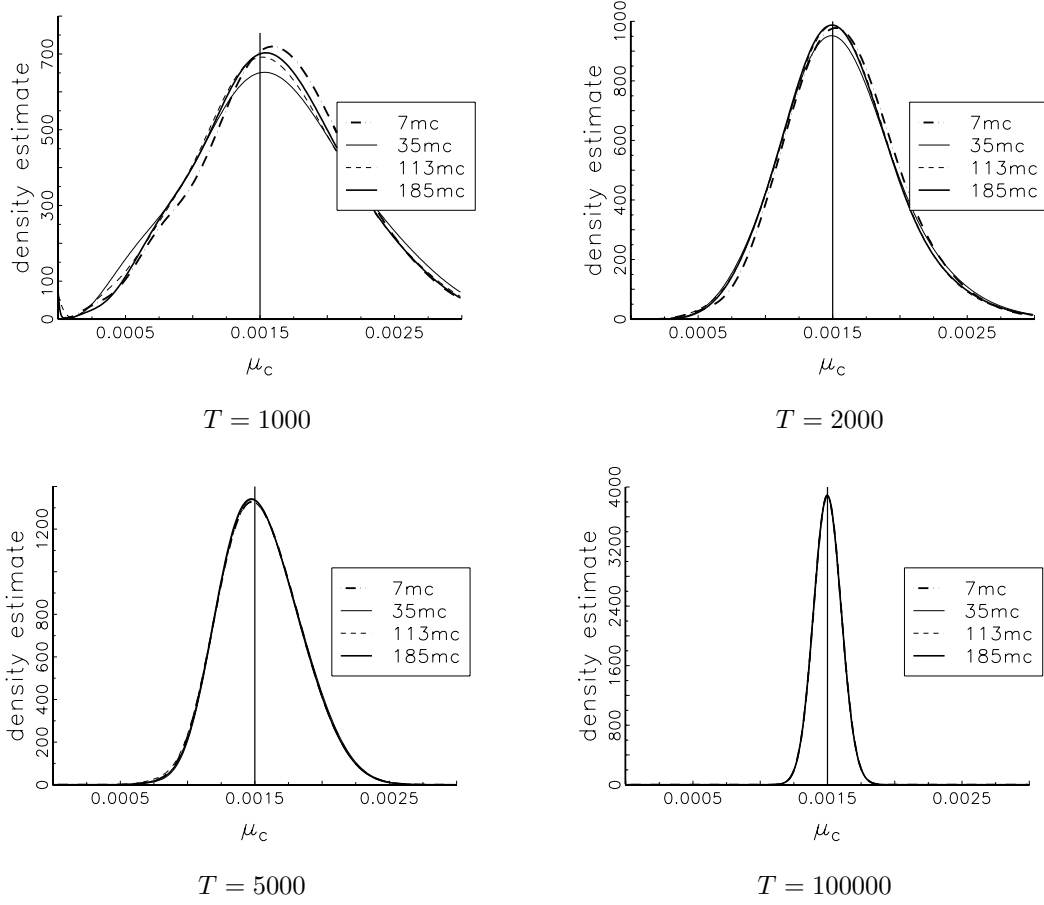 density estimate
100 300 500 700
0.0005 0.0015 0.0025
μc
7mc
35mc
113mc
185mc
T = 1000
density estimate
0 200 400 600 800 1000
0.0005 0.0015 0.0025
μc
7mc
35mc
113mc
185mc
T = 2000
density estimate
0 200 400 600 800 1200
0.0005 0.0015 0.0025
μc
7mc
35mc
113mc
185mc
T = 5000
density estimate
0 800 1600 2400 3200 4000
0.0005 0.0015 0.0025
μc
7mc
35mc
113mc
185mc
T = 100000